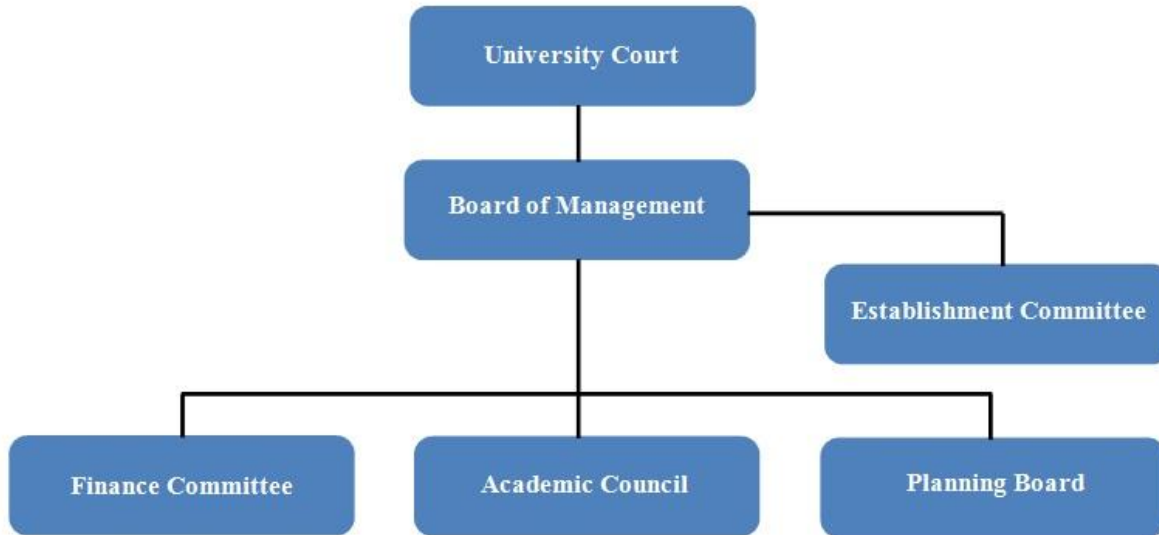 University Court
Board of Management
Establishment Committee
Finance Committee
Academic Council
Planning Board